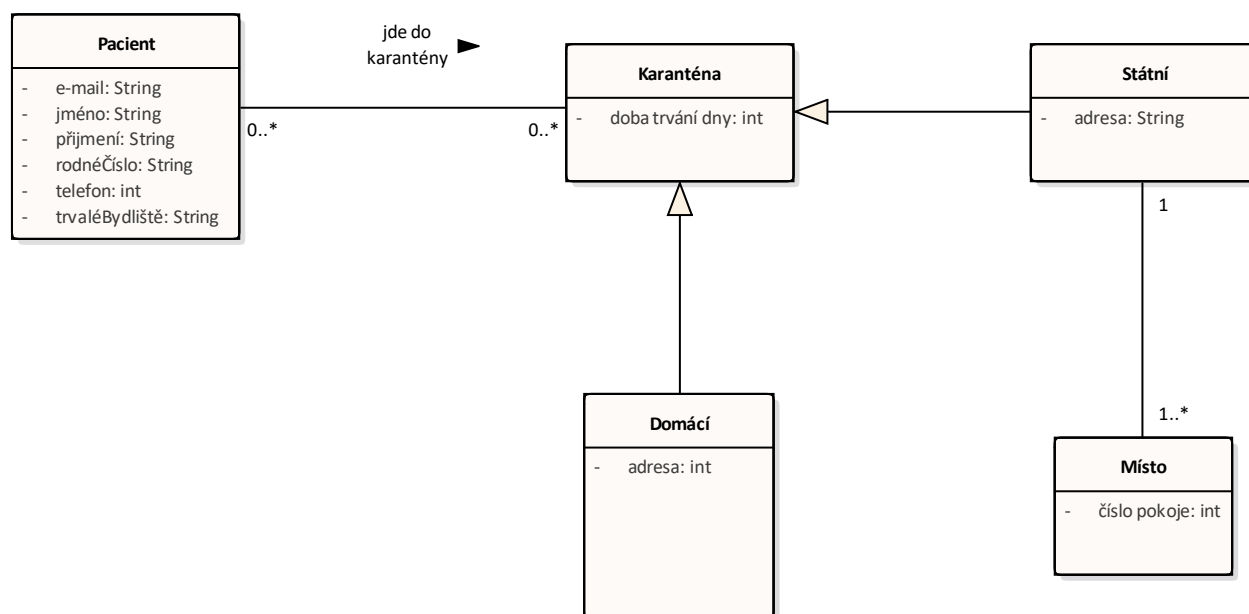 Pacient
- e-mail: String
- jméno: String
- přijmení: String
- rodnéČíslo: String
- telefon: int
- trvaléBydliště: String
jde do
karantény
0..*
0..*
Karanténa
- doba trvání dny: int
Státní
- adresa: String
1
1..*
Domácí
- adresa: int
Místo
- číslo pokoje: int